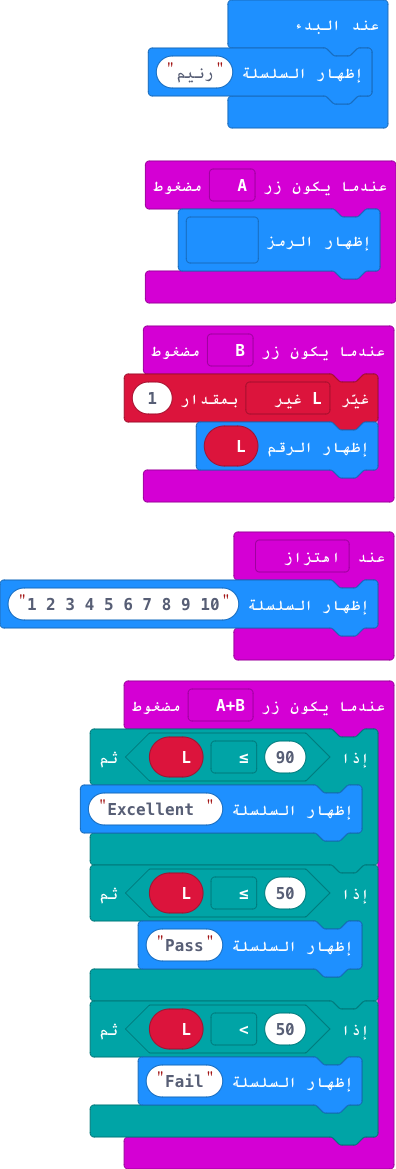 عند البدء
إظهار السلسلة "رنيم"
عندما يكون زر A مضغوط
إظهار الرمز
عندما يكون زر B مضغوط
غيّر L غير بمقدار 1
إظهار الرقم L
عند اهتزاز
إظهار السلسلة "1 2 3 4 5 6 7 8 9 10"
عندما يكون زر A+B مضغوط
إذا 90 ≤ L ثم
إظهار السلسلة "Excellent "
إذا 50 ≤ L ثم
إظهار السلسلة "Pass"
إذا 50 < L ثم
إظهار السلسلة "Fail"